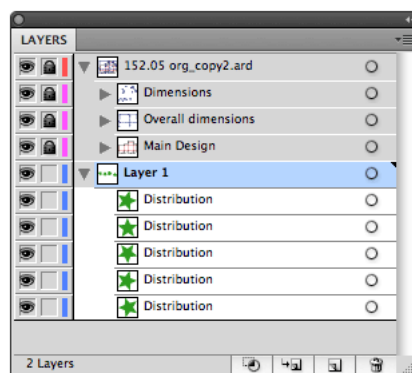 LAYERS
152.05 org_copy2.ard
Dimensions
Overall dimensions
Main Design
Layer 1
Distribution
Distribution
Distribution
Distribution
Distribution
2 Layers